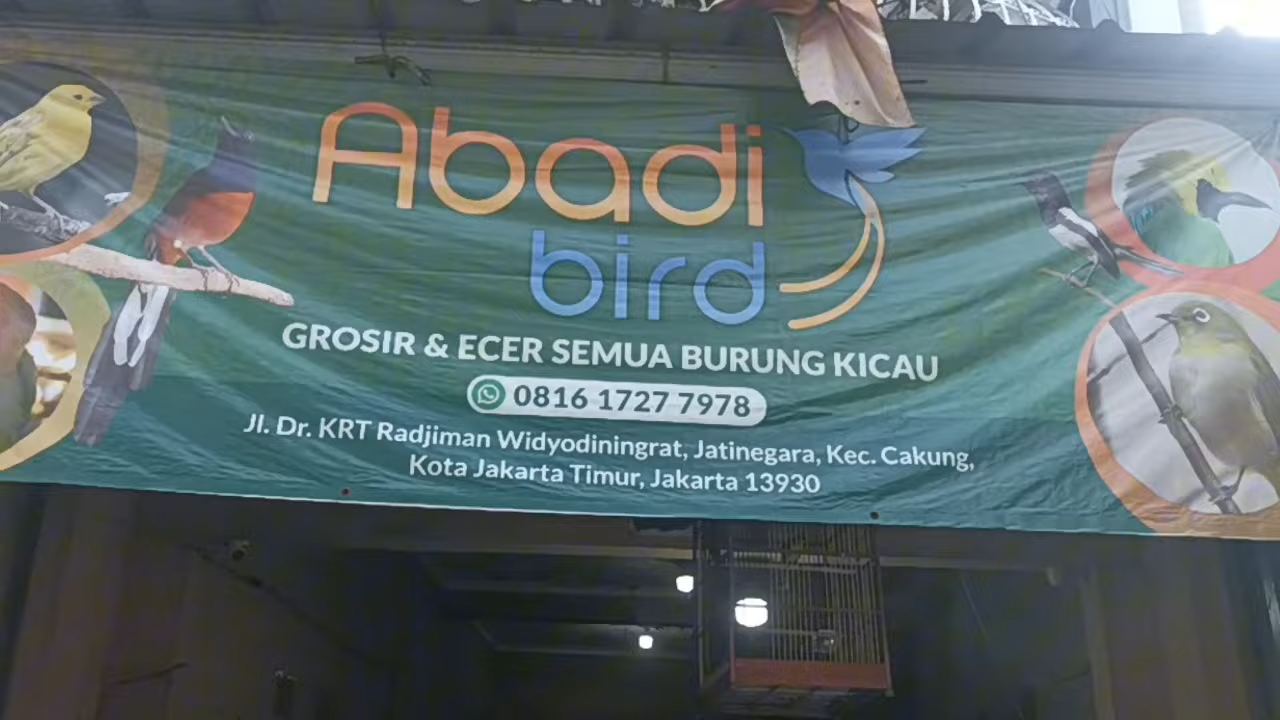 Abadi
bird
GROSIR & ECER SEMUA BURUNG KICAU
0816 1727 7978
Jl. Dr. KRT Radjiman Widyodiningrat, Jatinegara, Kec. Cakung,
Kota Jakarta Timur, Jakarta 13930